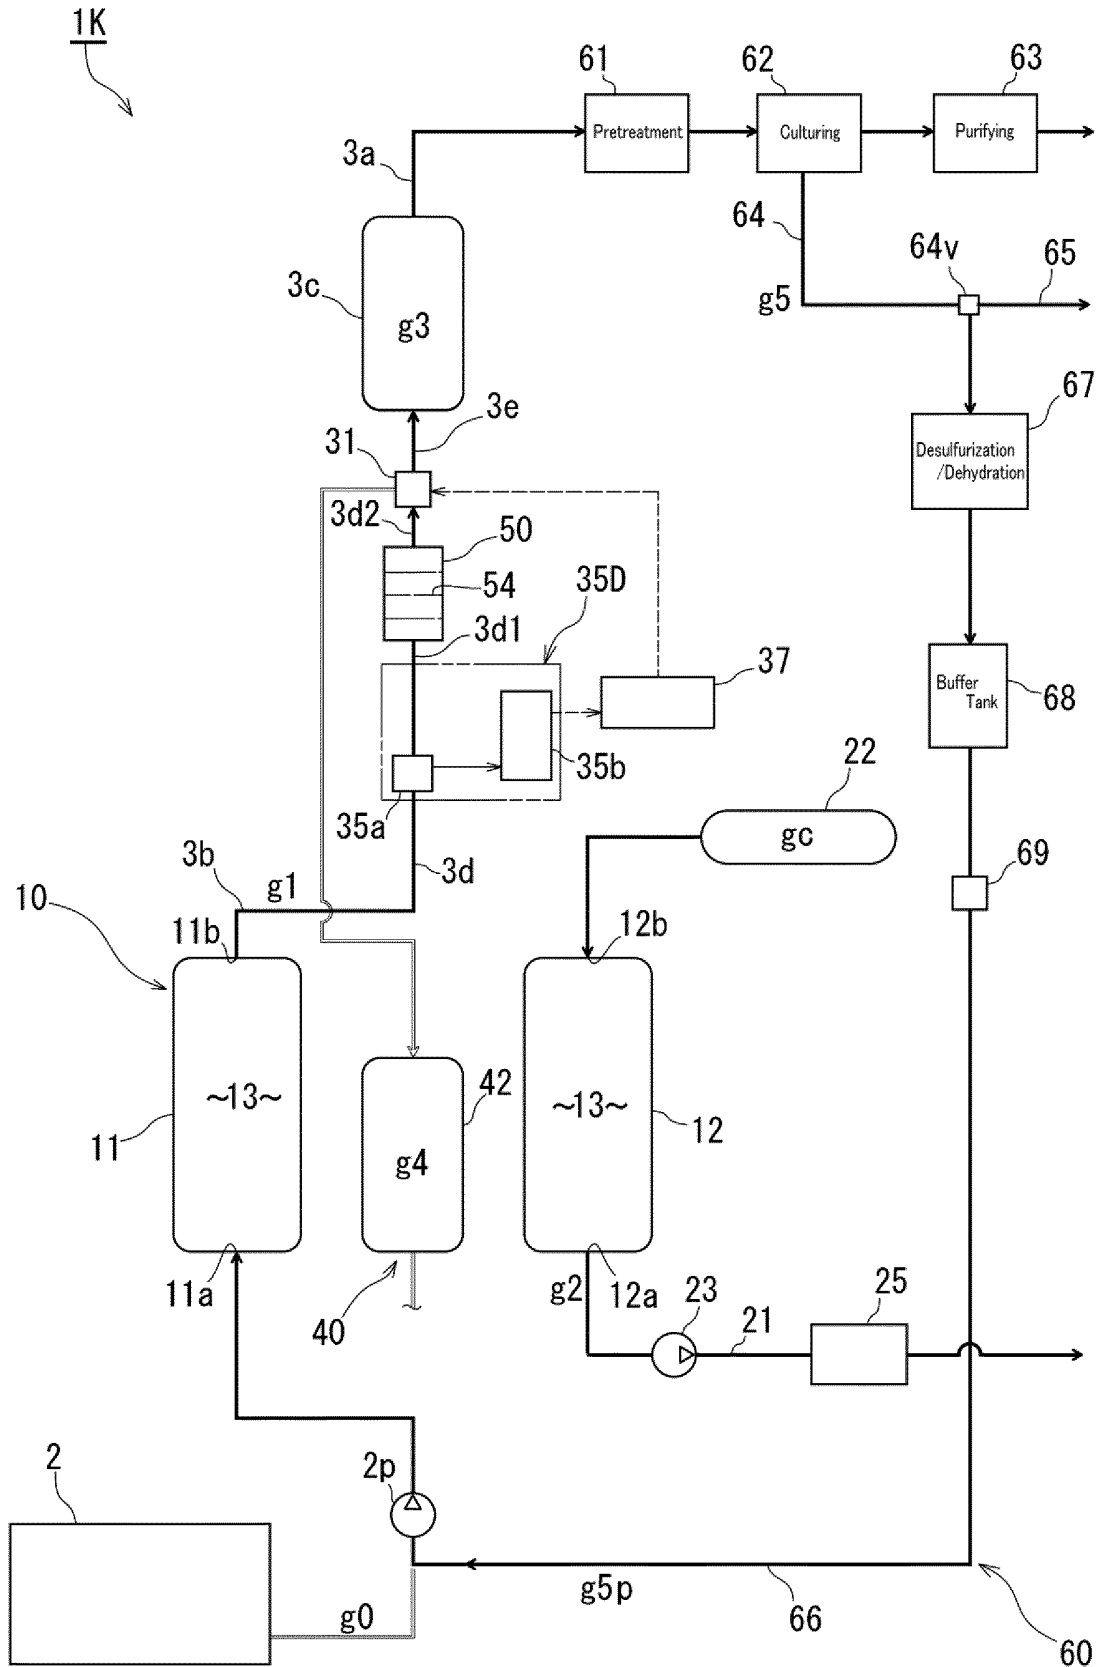 1K
61
62
63
Pretreatment
Culturing
Purifying
3a
64
64v
65
g5
3c
g3
67
3e
31
Desulfurization
/Dehydration
3d2
50
54
35D
3d1
37
Buffer
Tank
68
35b
22
35a
gc
3b
g1
3d
69
10
11b
12b
~13~
~13~
42
11
12
g4
11a
g2
12a
23
21
25
40
2
2p
g5p
66
g0
60